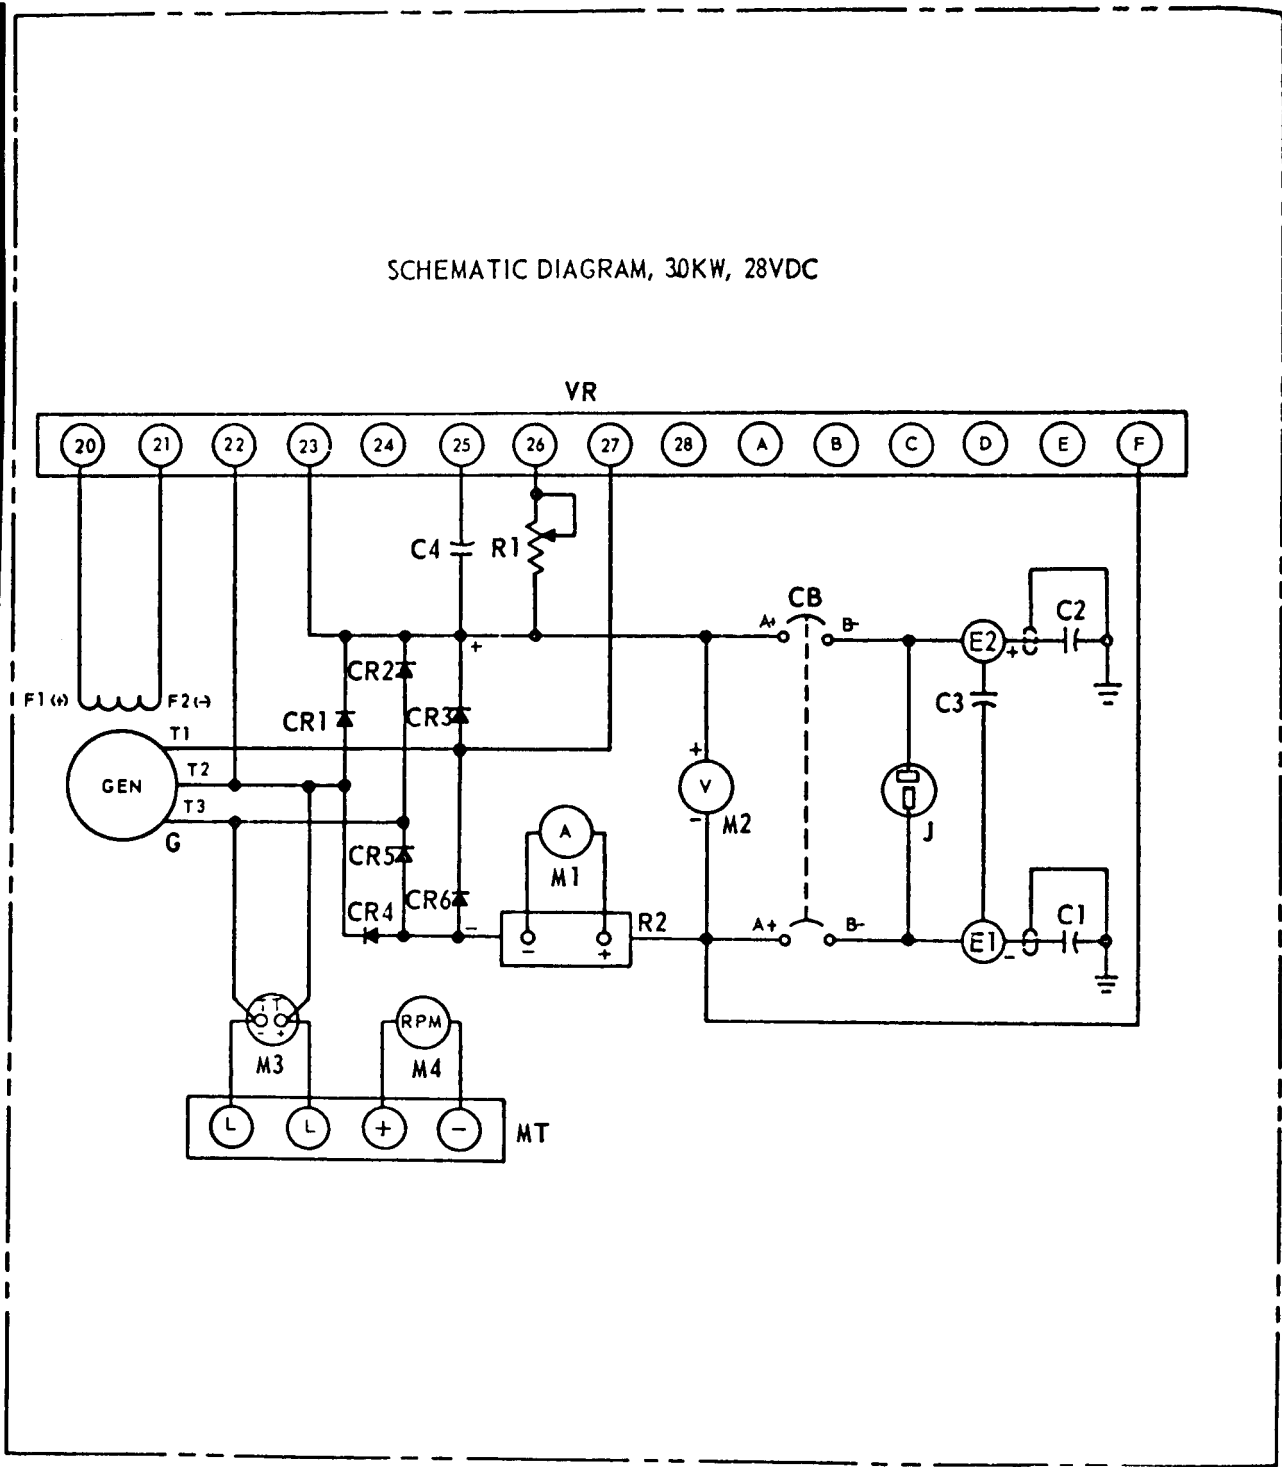 SCHEMATIC DIAGRAM, 3.0KW, 28VDC
VR
20 21 22 23 24 25 26 27 28 A B C D E F
C4 R1
CB
A+ B-
C2
+
CR2
E2 +
F1 (+) F2 (-)
CR1 CR3
C3
T1
+
GEN
T2
V
T3
- M2
G
A
J
CR5
M1
CR4 CR6
C1
- R2
A+ B-
- +
E1 -
T T
- +
RPM
M3 M4
L L + - MT